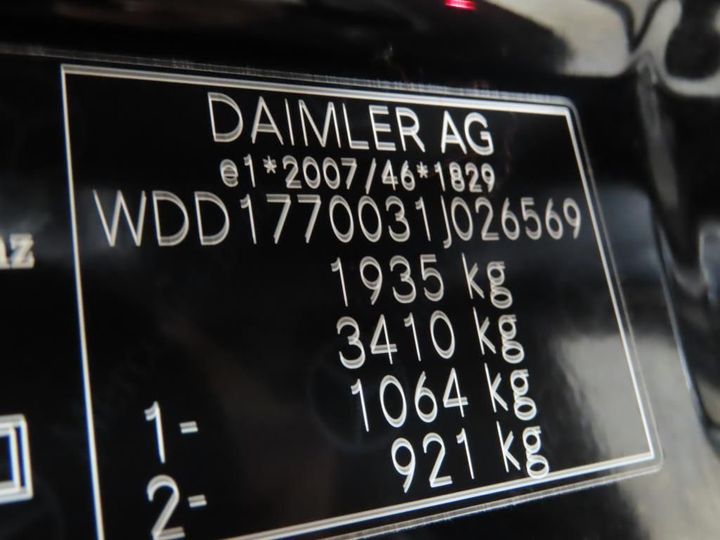 DAIMLER AG
e1*2007/46*1829
WDD1770031J026569
1935 kg
3410 kg
1- 1064 kg
2- 921 kg